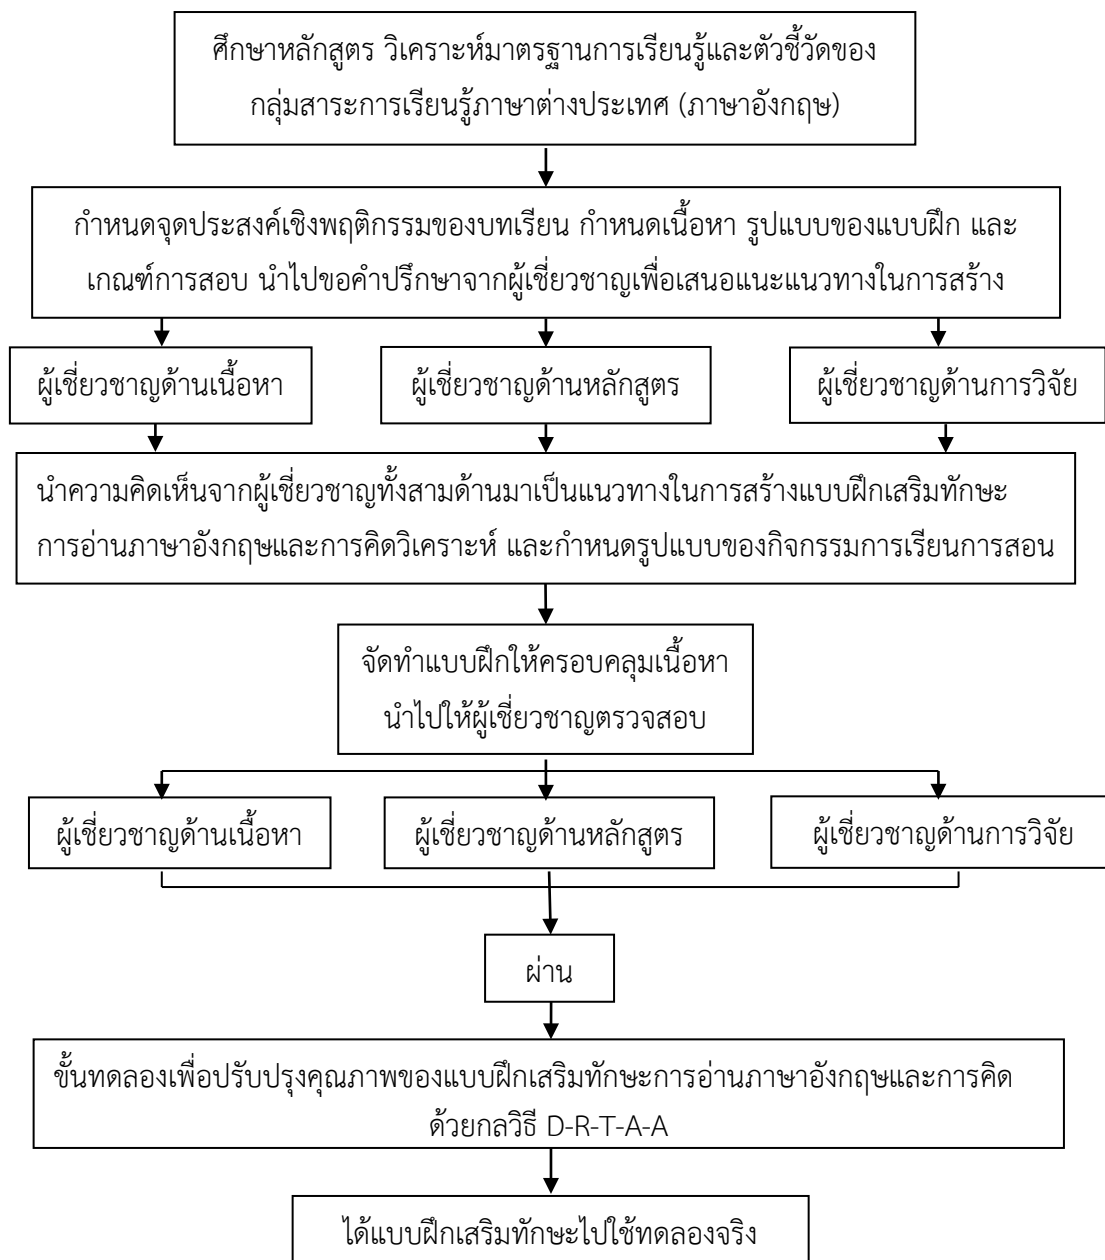 ศึกษาหลักสูตร วิเคราะห์มาตรฐานการเรียนรู้และตัวชี้วัดของ
กลุ่มสาระการเรียนรู้ภาษาต่างประเทศ (ภาษาอังกฤษ)
กำหนดจุดประสงค์เชิงพฤติกรรมของบทเรียน กำหนดเนื้อหา รูปแบบของแบบฝึก และ
เกณฑ์การสอบ นำไปขอคำปรึกษาจากผู้เชี่ยวชาญเพื่อเสนอแนะแนวทางในการสร้าง
ผู้เชี่ยวชาญด้านเนื้อหา
ผู้เชี่ยวชาญด้านหลักสูตร
ผู้เชี่ยวชาญด้านการวิจัย
นำความคิดเห็นจากผู้เชี่ยวชาญทั้งสามด้านมาเป็นแนวทางในการสร้างแบบฝึกเสริมทักษะ
การอ่านภาษาอังกฤษและการคิดวิเคราะห์ และกำหนดรูปแบบของกิจกรรมการเรียนการสอน
จัดทำแบบฝึกให้ครอบคลุมเนื้อหา
นำไปให้ผู้เชี่ยวชาญตรวจสอบ
ผู้เชี่ยวชาญด้านเนื้อหา
ผู้เชี่ยวชาญด้านหลักสูตร
ผู้เชี่ยวชาญด้านการวิจัย
ผ่าน
ขั้นทดลองเพื่อปรับปรุงคุณภาพของแบบฝึกเสริมทักษะการอ่านภาษาอังกฤษและการคิด
ด้วยกลวิธี D-R-T-A-A
ได้แบบฝึกเสริมทักษะไปใช้ทดลองจริง